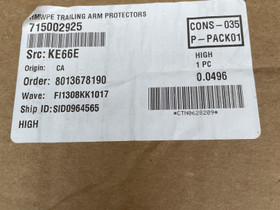 HMWPE TRAILING ARM PROTECTORS
715002925
CONS-035
P-PACK01
Src: KE66E
HIGH
Origin: CA
1 PC
Order: 8013678190
0.0496
Wave: FI1308KK1017
Ship ID: SID0964565
*CTN0628209*
HIGH